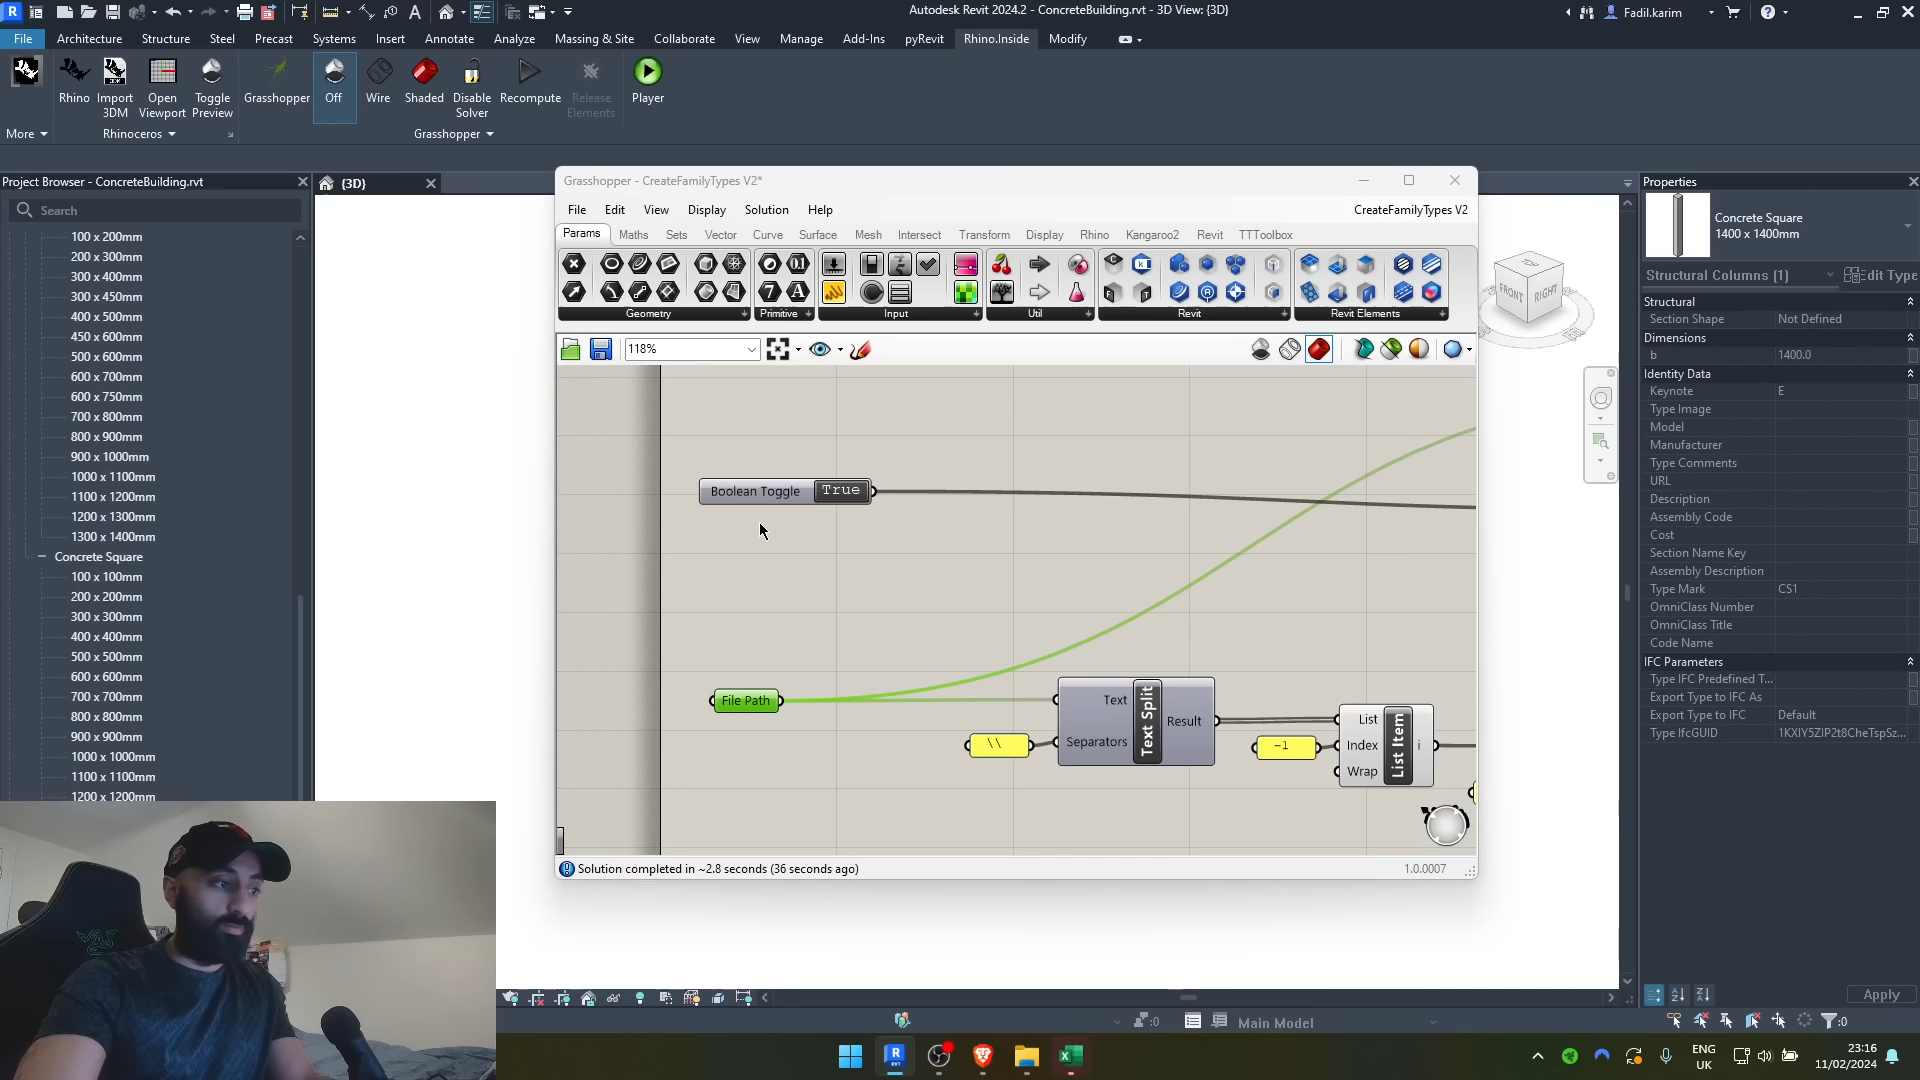 Autodesk Revit 2024.2 - ConcreteBuilding.rvt - 3D View: {3D}
Fadil.karim
File Architecture Structure Steel Precast Systems Insert Annotate Analyze Massing & Site Collaborate View Manage Add-Ins pyRevit Rhino.Inside Modify
Rhino Import 3DM Open Viewport Toggle Preview Grasshopper Off Wire Shaded Disable Solver Recompute Release Elements Player
More Rhinoceros Grasshopper
Project Browser - ConcreteBuilding.rvt
Search
100 x 200mm
200 x 300mm
300 x 400mm
300 x 450mm
400 x 500mm
450 x 600mm
500 x 600mm
600 x 700mm
600 x 750mm
700 x 800mm
800 x 900mm
900 x 1000mm
1000 x 1100mm
1100 x 1200mm
1200 x 1300mm
1300 x 1400mm
Concrete Square
100 x 100mm
200 x 200mm
300 x 300mm
400 x 400mm
500 x 500mm
600 x 600mm
700 x 700mm
800 x 800mm
900 x 900mm
1000 x 1000mm
1100 x 1100mm
1200 x 1200mm
{3D}
Grasshopper - CreateFamilyTypes V2*
File Edit View Display Solution Help CreateFamilyTypes V2
Params Maths Sets Vector Curve Surface Mesh Intersect Transform Display Rhino Kangaroo2 Revit TTToolbox
Geometry Primitive Input Util Revit Revit Elements
118%
Boolean Toggle True
File Path
Text
Separators
Text Split
Result
\\
-1
List
Index
Wrap
List Item
i
Solution completed in ~2.8 seconds (36 seconds ago)
1.0.0007
TOP
FRONT
RIGHT
Properties
Concrete Square
1400 x 1400mm
Structural Columns (1) Edit Type
Structural
Section Shape Not Defined
Dimensions
b 1400.0
Identity Data
Keynote E
Type Image
Model
Manufacturer
Type Comments
URL
Description
Assembly Code
Cost
Section Name Key
Assembly Description
Type Mark CS1
OmniClass Number
OmniClass Title
Code Name
IFC Parameters
Type IFC Predefined T...
Export Type to IFC As
Export Type to IFC Default
Type IfcGUID 1KXIY5ZIP2t8CheTspSz...
Apply
:0
Main Model
:0
ENG
UK
23:16
11/02/2024